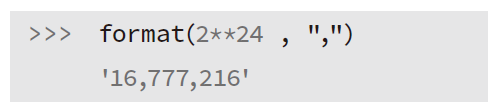 >>> format(2**24 , ",")
'16,777,216'